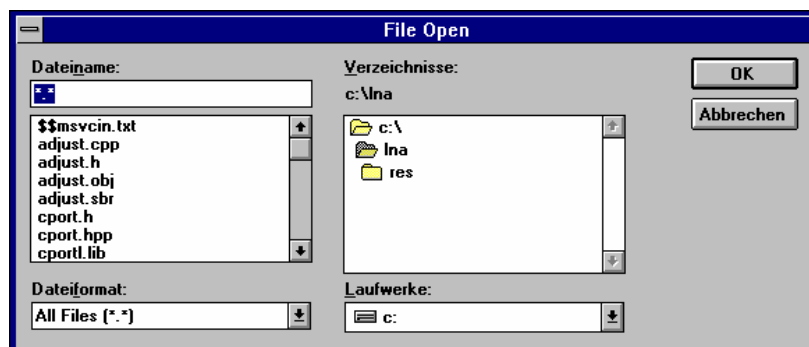 File Open
Dateiname:
*.*
$$msvcin.txt
adjust.cpp
adjust.h
adjust.obj
adjust.sbr
cport.h
cport.hpp
cportl.lib
Dateiformat:
All Files (*.*)
Verzeichnisse:
c:\lna
c:\
lna
res
Laufwerke:
c:
OK
Abbrechen